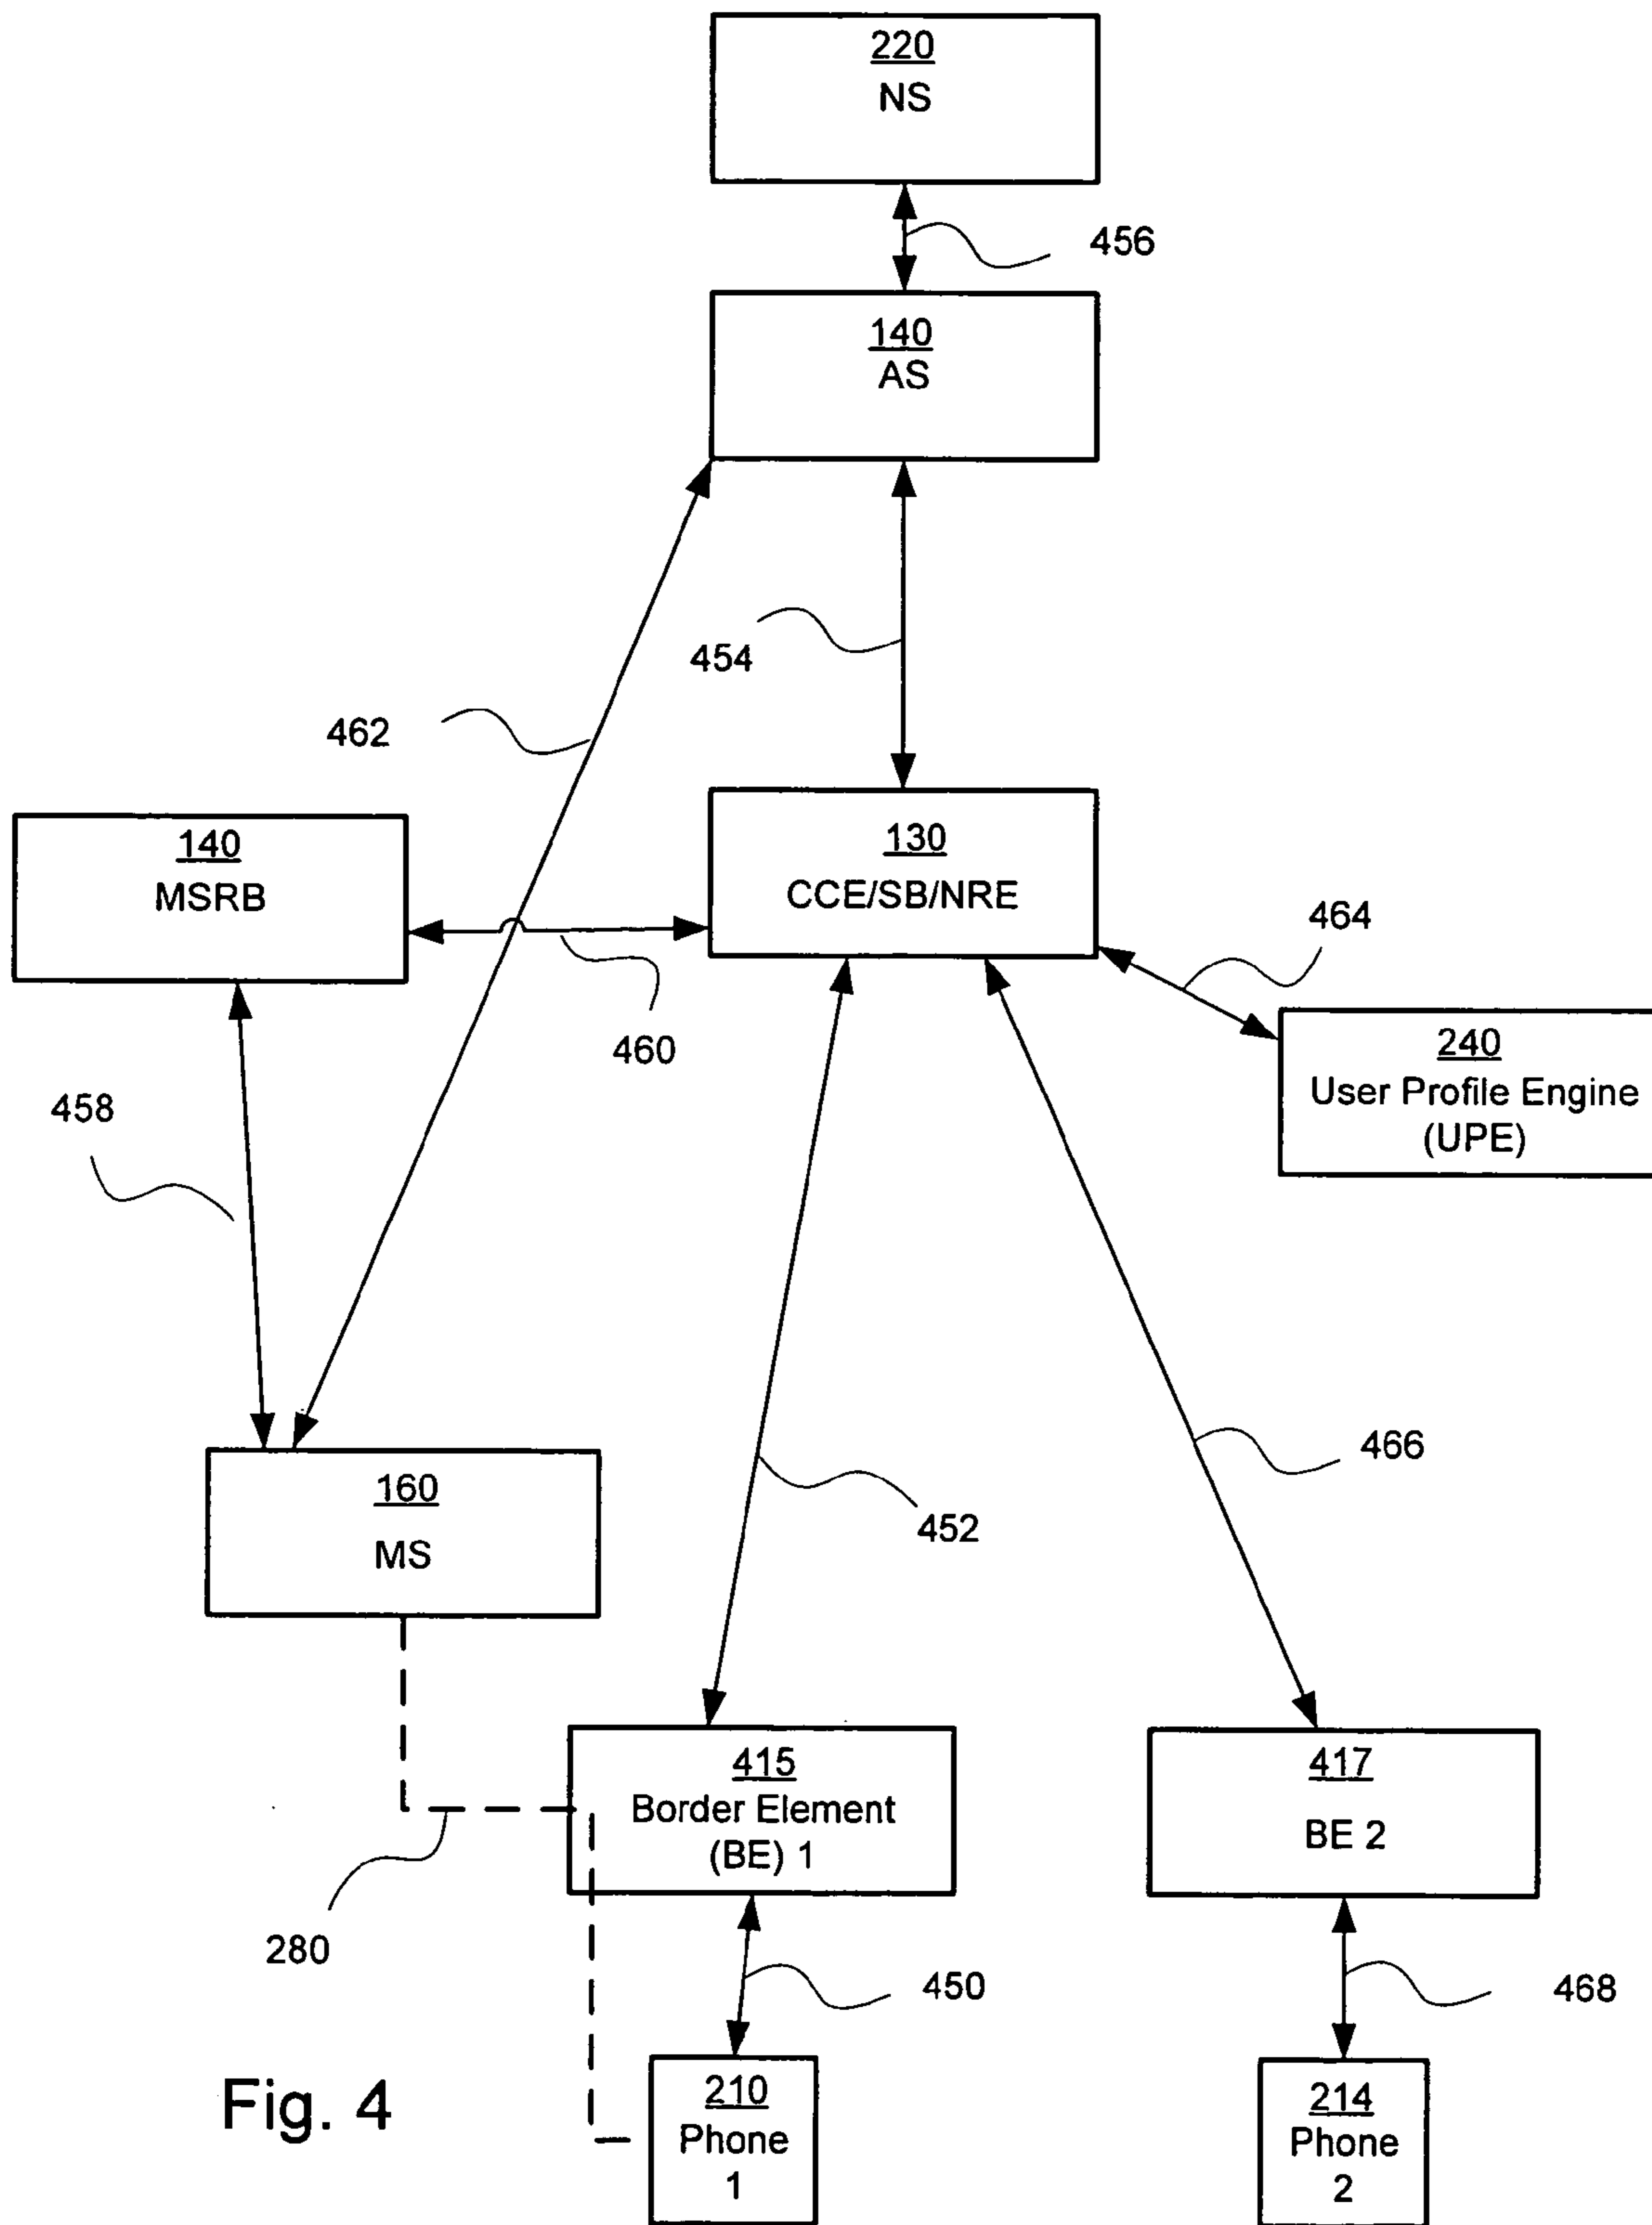 220
NS
456
140
AS
454
462
140
MSRB
130
CCE/SB/NRE
464
460
240
User Profile Engine
(UPE)
458
466
160
MS
452
415
Border Element
(BE) 1
417
BE 2
280
450
468
Fig. 4
210
Phone
1
214
Phone
2